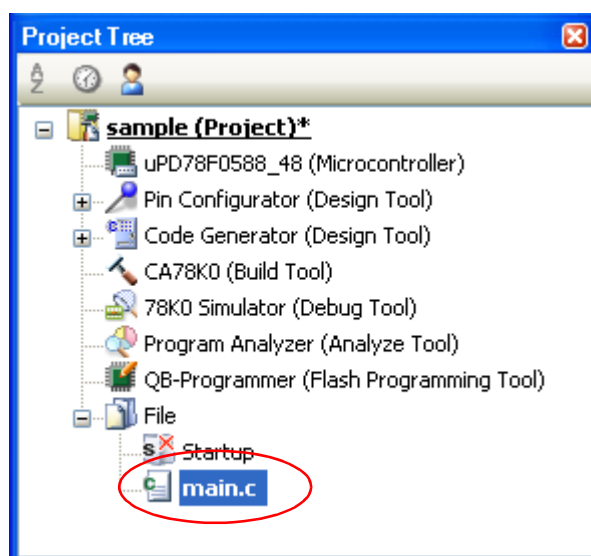 Project Tree
sample (Project)*
uPD78F0588_48 (Microcontroller)
Pin Configurator (Design Tool)
Code Generator (Design Tool)
CA78K0 (Build Tool)
78K0 Simulator (Debug Tool)
Program Analyzer (Analyze Tool)
QB-Programmer (Flash Programming Tool)
File
Startup
main.c